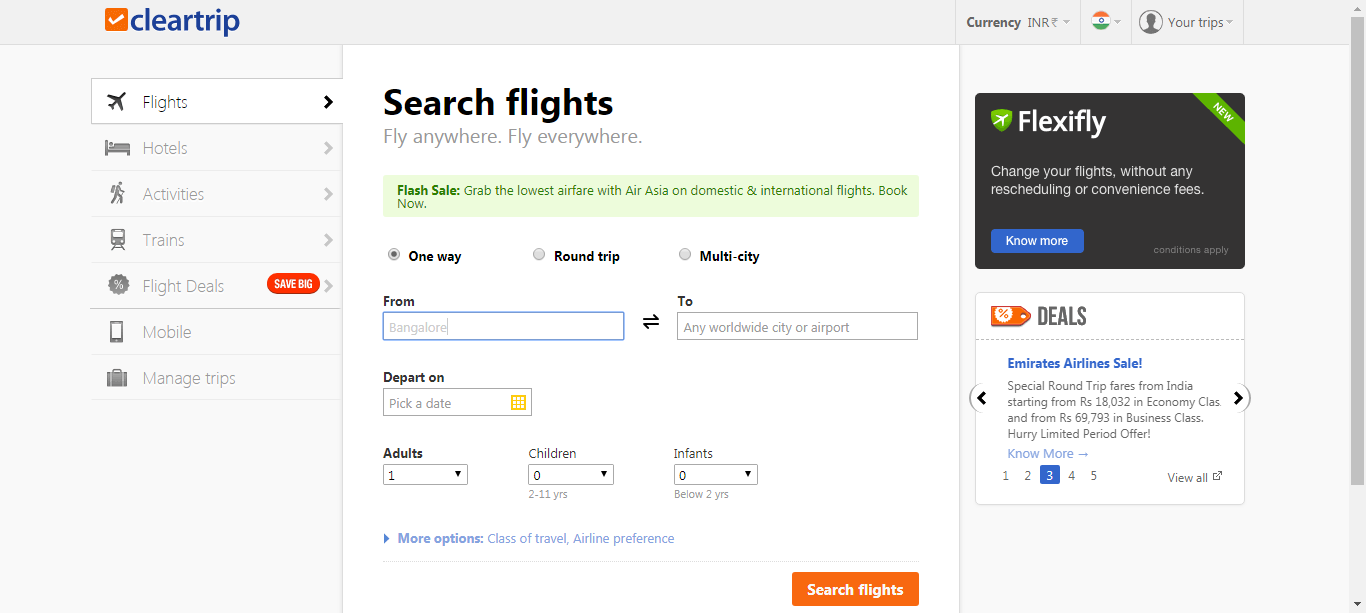 cleartrip
Currency INR ₹
Your trips
Flights
Hotels
Activities
Trains
Flight Deals SAVE BIG
Mobile
Manage trips
Search flights
Fly anywhere. Fly everywhere.
Flash Sale: Grab the lowest airfare with Air Asia on domestic & international flights. Book
Now.
One way Round trip Multi-city
From To
Bangalore Any worldwide city or airport
Depart on
Pick a date
Adults Children Infants
1 0 0
2-11 yrs Below 2 yrs
More options: Class of travel, Airline preference
Search flights
NEW
Flexifly
Change your flights, without any
rescheduling or convenience fees.
Know more
conditions apply
% DEALS
Emirates Airlines Sale!
Special Round Trip fares from India
starting from Rs 18,032 in Economy Clas
and from Rs 69,793 in Business Class.
Hurry Limited Period Offer!
Know More →
1 2 3 4 5 View all